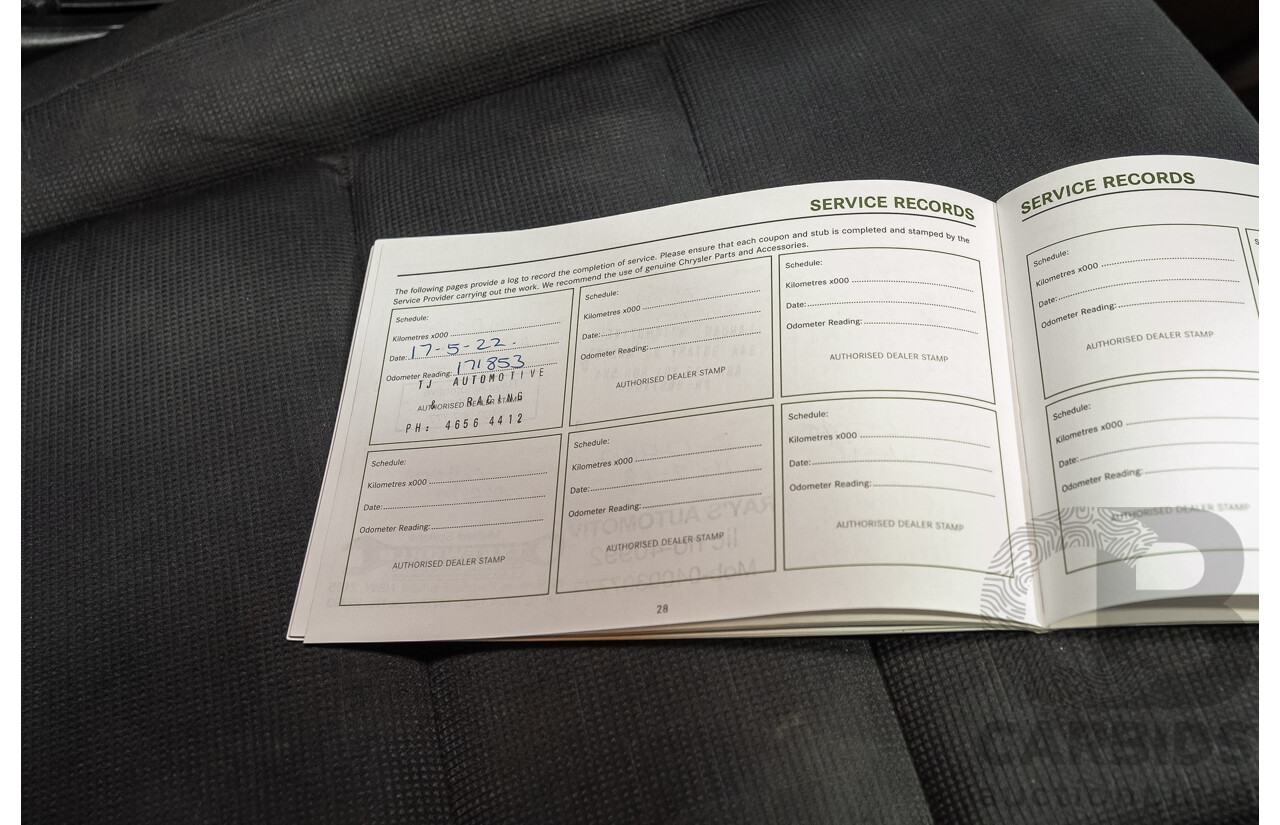 SERVICE RECORDS
The following pages provide a log to record the completion of service. Please ensure that each coupon and stub is completed and stamped by the
Service Provider carrying out the work. We recommend the use of genuine Chrysler Parts and Accessories.
Schedule:
Kilometres x000
Date: 17-5-22.
Odometer Reading: 171853
TJ AUTOMOTIVE
AUTHORISED DEALER STAMP
& RACING
PH: 4656 4412
Schedule:
Kilometres x000
Date:
Odometer Reading:
AUTHORISED DEALER STAMP
Schedule:
Kilometres x000
Date:
Odometer Reading:
AUTHORISED DEALER STAMP
Schedule:
Kilometres x000
Date:
Odometer Reading:
AUTHORISED DEALER STAMP
Schedule:
Kilometres x000
Date:
Odometer Reading:
AUTHORISED DEALER STAMP
Schedule:
Kilometres x000
Date:
Odometer Reading:
AUTHORISED DEALER STAMP
28
SERVICE RECORDS
Schedule:
Kilometres x000
Date:
Odometer Reading:
AUTHORISED DEALER STAMP
Schedule:
Kilometres x000
Date:
Odometer Reading:
AUTHORISED DEALER STAMP
CANBIDS